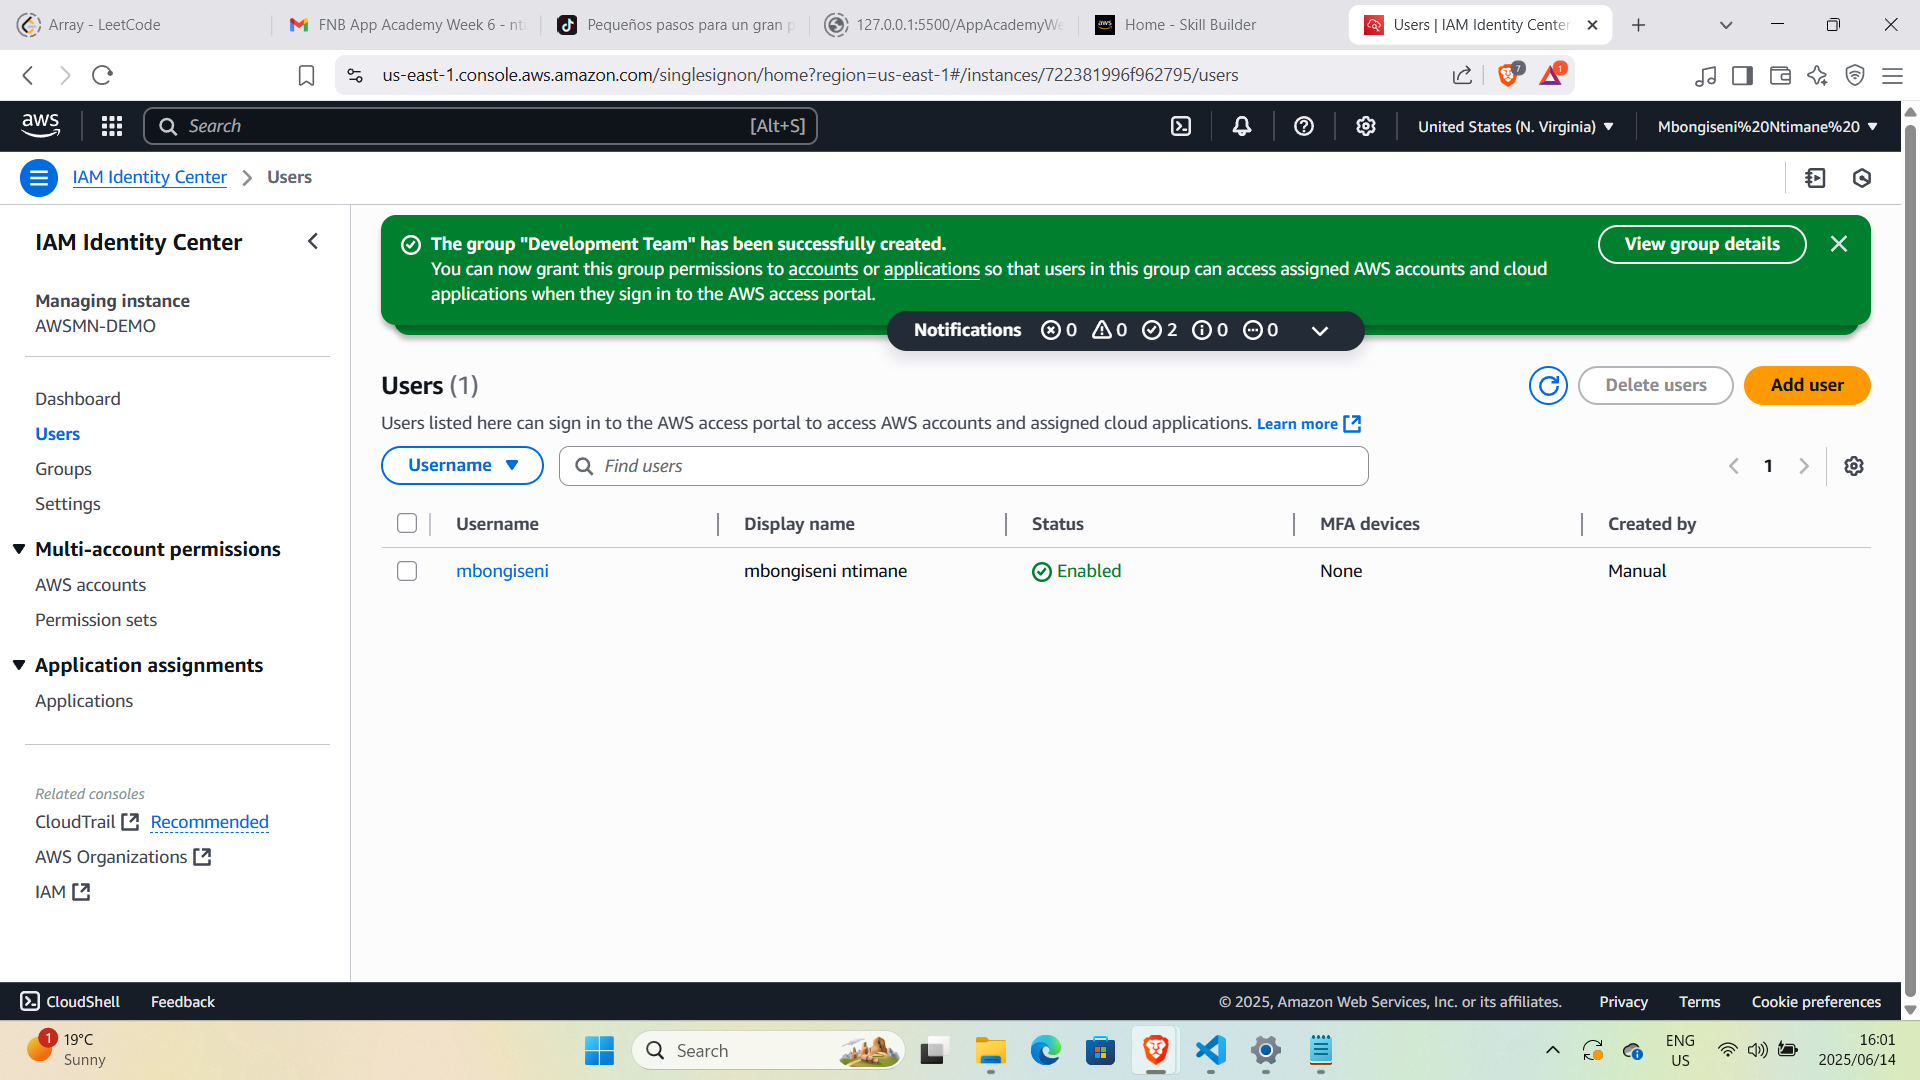 Array - LeetCode
FNB App Academy Week 6 - nti
Pequeños pasos para un gran p
127.0.0.1:5500/AppAcademyWe
aws
Home - Skill Builder
Users | IAM Identity Center
us-east-1.console.aws.amazon.com/singlesignon/home?region=us-east-1#/instances/722381996f962795/users
7
1
aws
Search
[Alt+S]
United States (N. Virginia)
Mbongiseni%20Ntimane%20
IAM Identity Center
Users
IAM Identity Center
Managing instance
AWSMN-DEMO
Dashboard
Users
Groups
Settings
Multi-account permissions
AWS accounts
Permission sets
Application assignments
Applications
Related consoles
CloudTrail Recommended
AWS Organizations
IAM
The group "Development Team" has been successfully created.
You can now grant this group permissions to accounts or applications so that users in this group can access assigned AWS accounts and cloud
applications when they sign in to the AWS access portal.
View group details
Notifications 0 0 2 0 0
Users (1)
Delete users
Add user
Users listed here can sign in to the AWS access portal to access AWS accounts and assigned cloud applications. Learn more
Username
Find users
1
Username Display name Status MFA devices Created by
mbongiseni mbongiseni ntimane Enabled None Manual
CloudShell Feedback
© 2025, Amazon Web Services, Inc. or its affiliates. Privacy Terms Cookie preferences
1
19°C
Sunny
Search
ENG
US
16:01
2025/06/14